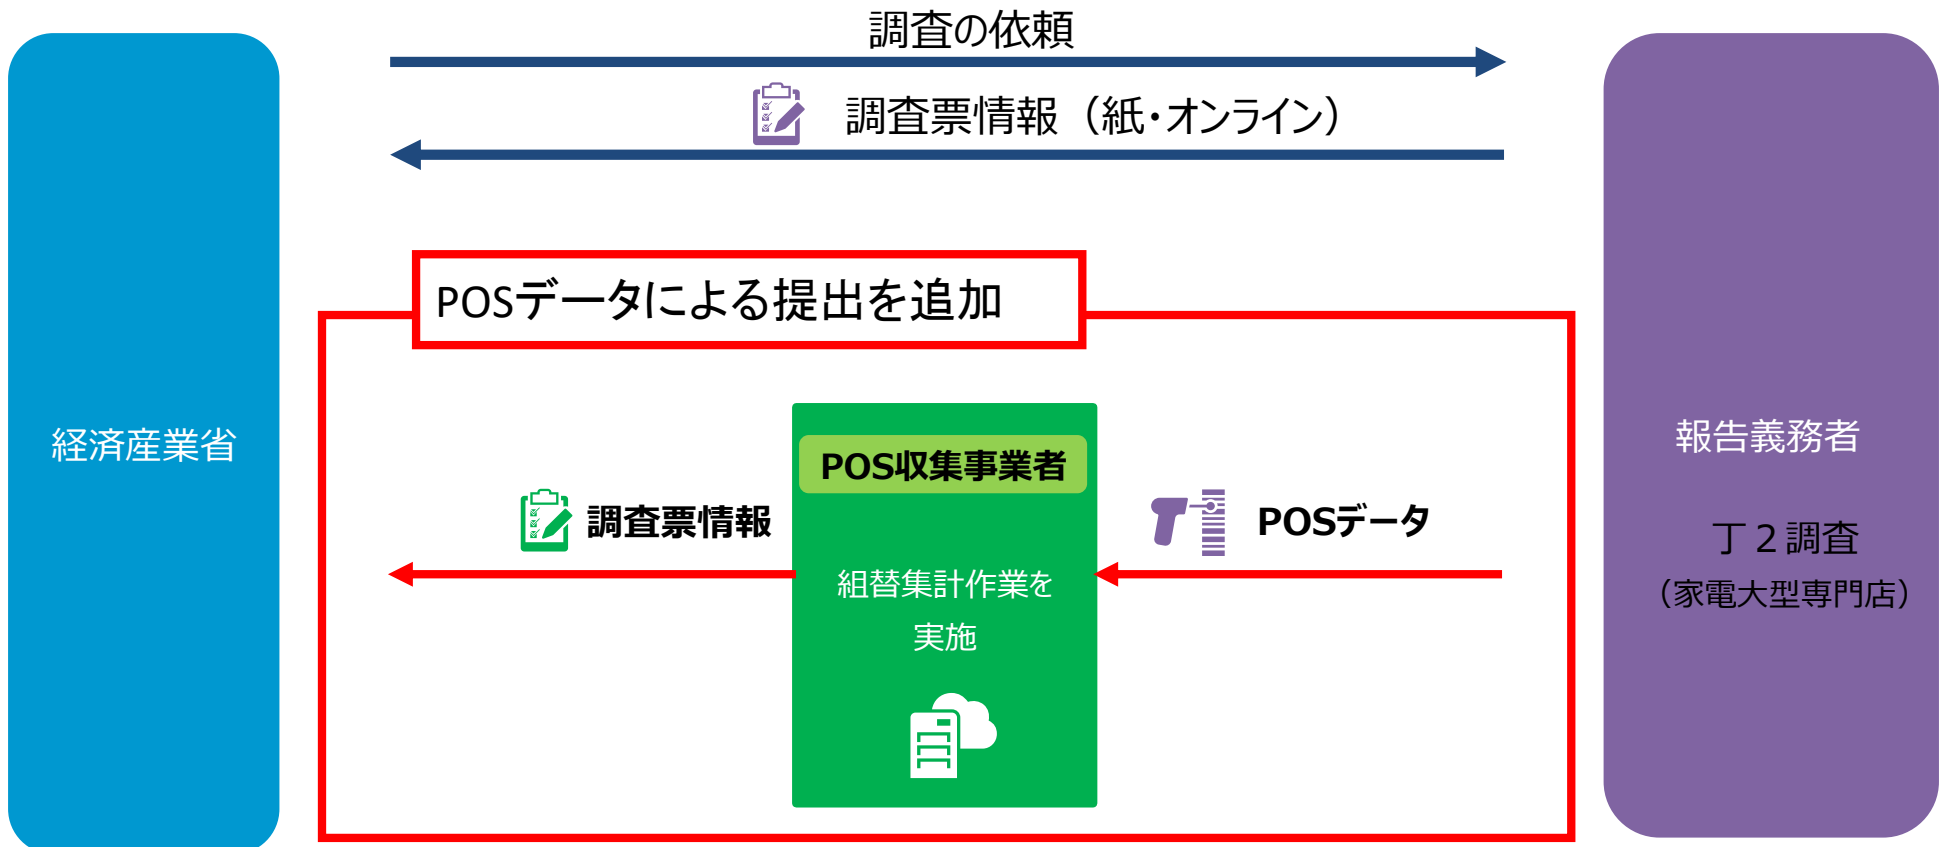 調査の依頼
調査票情報（紙・オンライン）
POSデータによる提出を追加
経済産業省
POS収集事業者
調査票情報
組替集計作業を
実施
POSデータ
報告義務者
丁２調査
（家電大型専門店）